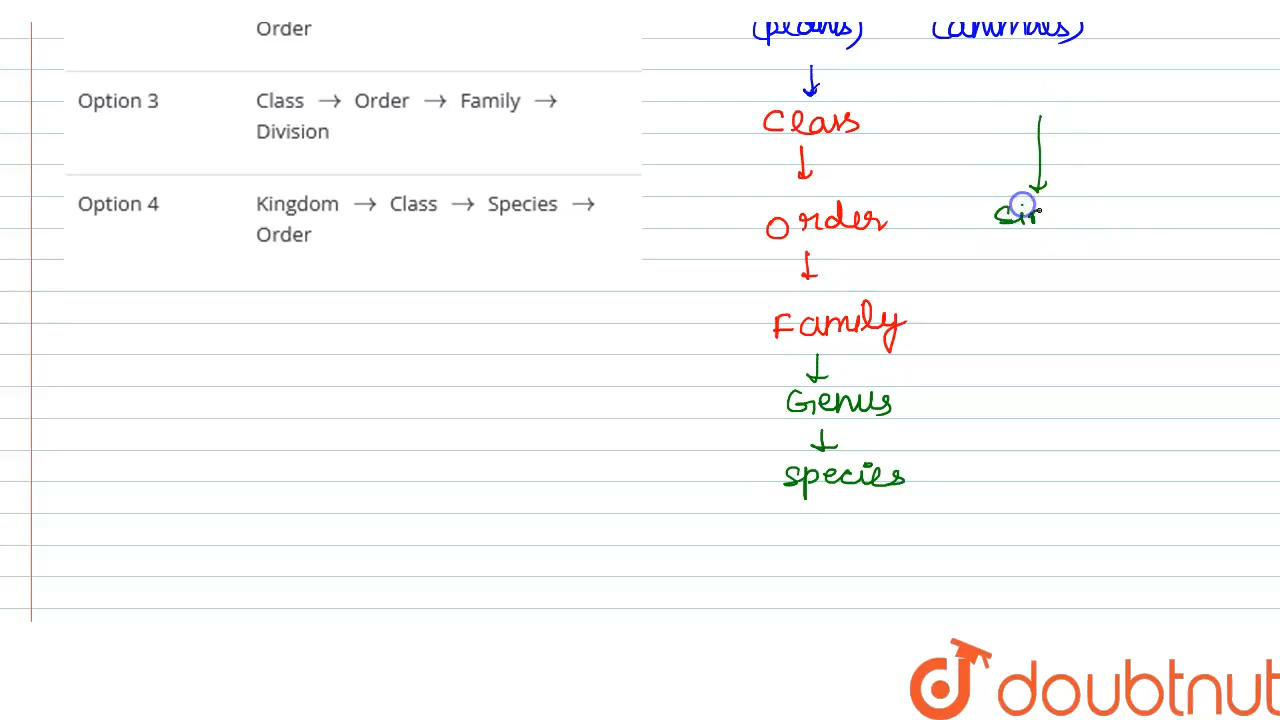 Order
(plants) (animals)
Option 3 Class → Order → Family →
Division
Option 4 Kingdom → Class → Species →
Order
↓
Class
↓
Order
↓
Family
↓
Genus
↓
Species
doubtnut